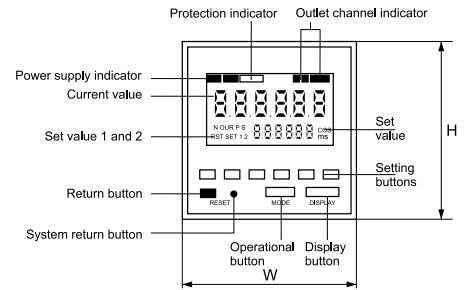 Protection indicator
Outlet channel indicator
Power supply indicator
Current value
N OUR P S
Set value 1 and 2
RST SET 1 2
ms
Set
value
H
Setting
buttons
Return button
RESET
MODE
DISPLAY
System return button
Operational
button
Display
button
W